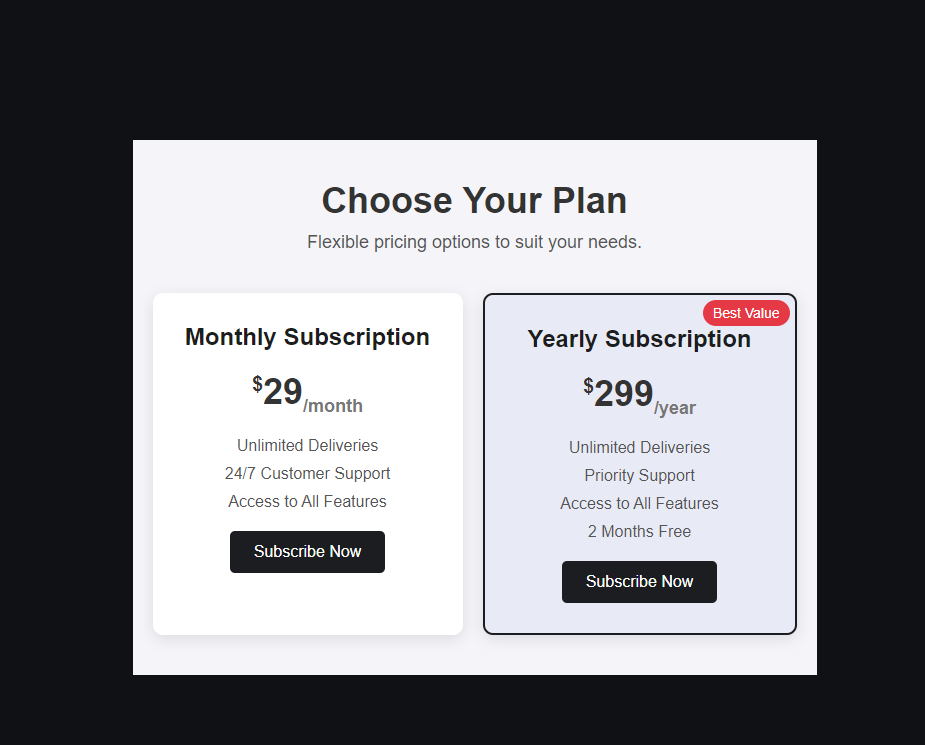 Choose Your Plan
Flexible pricing options to suit your needs.
Monthly Subscription
$29/month
Unlimited Deliveries
24/7 Customer Support
Access to All Features
Subscribe Now
Best Value
Yearly Subscription
$299/year
Unlimited Deliveries
Priority Support
Access to All Features
2 Months Free
Subscribe Now